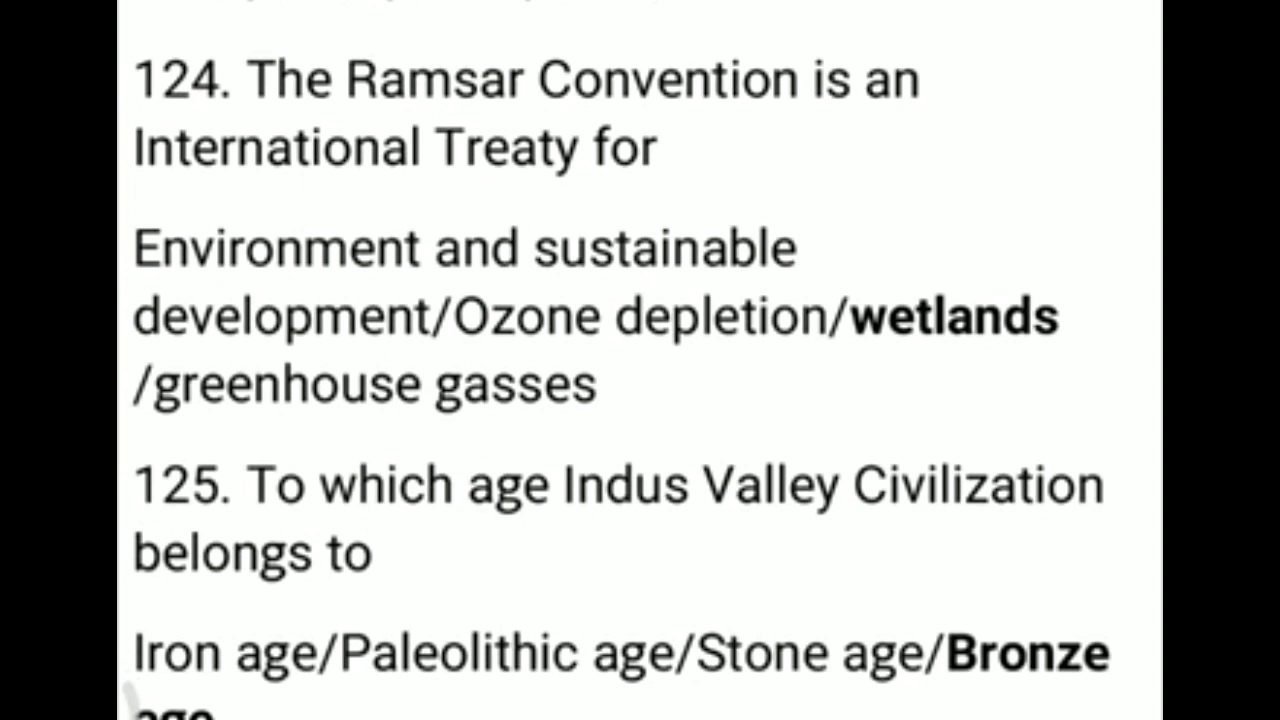 124. The Ramsar Convention is an
International Treaty for
Environment and sustainable
development/Ozone depletion/wetlands
/greenhouse gasses
125. To which age Indus Valley Civilization
belongs to
Iron age/Paleolithic age/Stone age/Bronze
age